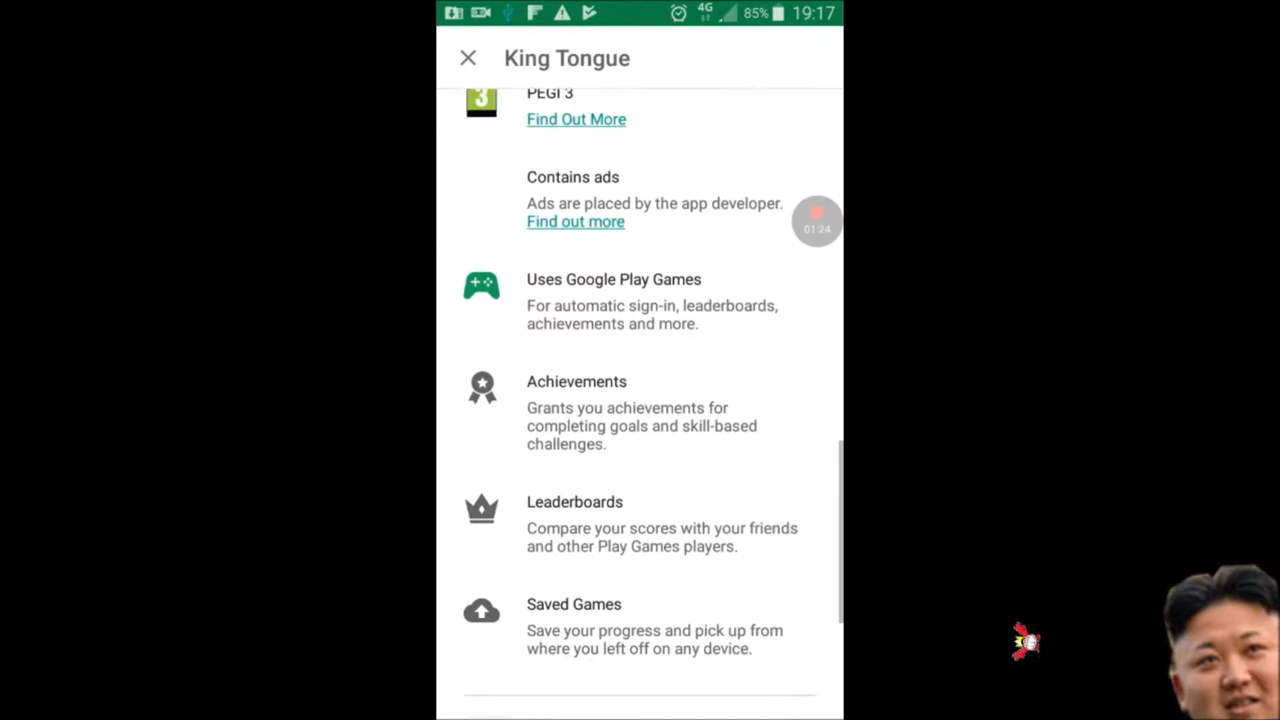 4G
85%
19:17
King Tongue
3
PEGI 3
Find Out More
Contains ads
Ads are placed by the app developer.
Find out more
01:24
Uses Google Play Games
For automatic sign-in, leaderboards,
achievements and more.
Achievements
Grants you achievements for
completing goals and skill-based
challenges.
Leaderboards
Compare your scores with your friends
and other Play Games players.
Saved Games
Save your progress and pick up from
where you left off on any device.